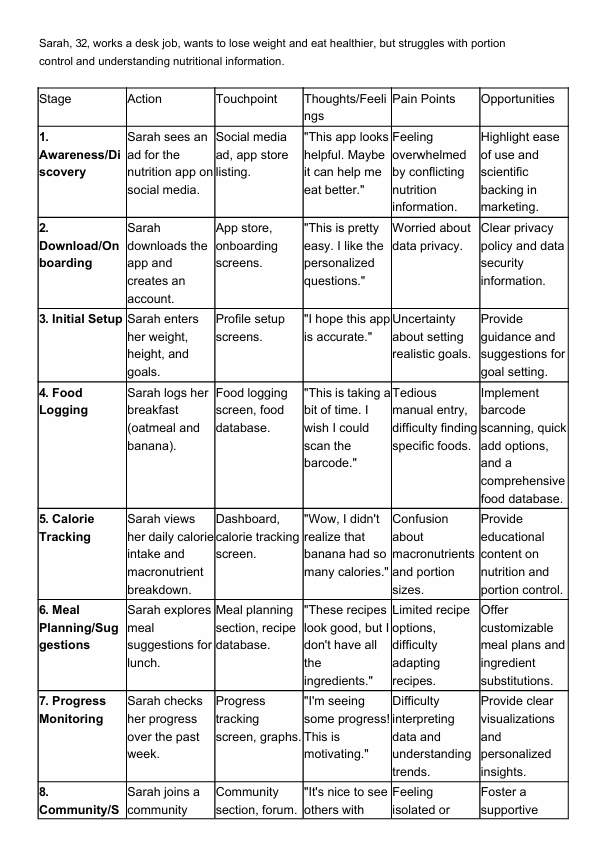 Sarah, 32, works a desk job, wants to lose weight and eat healthier, but struggles with portion
control and understanding nutritional information.
Stage
Action
Touchpoint
Thoughts/Feeli
ngs
Pain Points
Opportunities
1.
Awareness/Di
scovery
Sarah sees an
ad for the
nutrition app on
social media.
Social media
ad, app store
listing.
"This app looks
helpful. Maybe
it can help me
eat better."
Feeling
overwhelmed
by conflicting
nutrition
information.
Highlight ease
of use and
scientific
backing in
marketing.
2.
Download/On
boarding
Sarah
downloads the
app and
creates an
account.
App store,
onboarding
screens.
"This is pretty
easy. I like the
personalized
questions."
Worried about
data privacy.
Clear privacy
policy and data
security
information.
3. Initial Setup
Sarah enters
her weight,
height, and
goals.
Profile setup
screens.
"I hope this app
is accurate."
Uncertainty
about setting
realistic goals.
Provide
guidance and
suggestions for
goal setting.
4. Food
Logging
Sarah logs her
breakfast
(oatmeal and
banana).
Food logging
screen, food
database.
"This is taking a
bit of time. I
wish I could
scan the
barcode."
Tedious
manual entry,
difficulty finding
specific foods.
Implement
barcode
scanning, quick
add options,
and a
comprehensive
food database.
5. Calorie
Tracking
Sarah views
her daily calorie
intake and
macronutrient
breakdown.
Dashboard,
calorie tracking
screen.
"Wow, I didn't
realize that
banana had so
many calories."
Confusion
about
macronutrients
and portion
sizes.
Provide
educational
content on
nutrition and
portion control.
6. Meal
Planning/Sug
gestions
Sarah explores
meal
suggestions for
lunch.
Meal planning
section, recipe
database.
"These recipes
look good, but I
don't have all
the
ingredients."
Limited recipe
options,
difficulty
adapting
recipes.
Offer
customizable
meal plans and
ingredient
substitutions.
7. Progress
Monitoring
Sarah checks
her progress
over the past
week.
Progress
tracking
screen, graphs.
"I'm seeing
some progress!
This is
motivating."
Difficulty
interpreting
data and
understanding
trends.
Provide clear
visualizations
and
personalized
insights.
8.
Community/S
Sarah joins a
community
Community
section, forum.
"It's nice to see
others with
Feeling
isolated or
Foster a
supportive